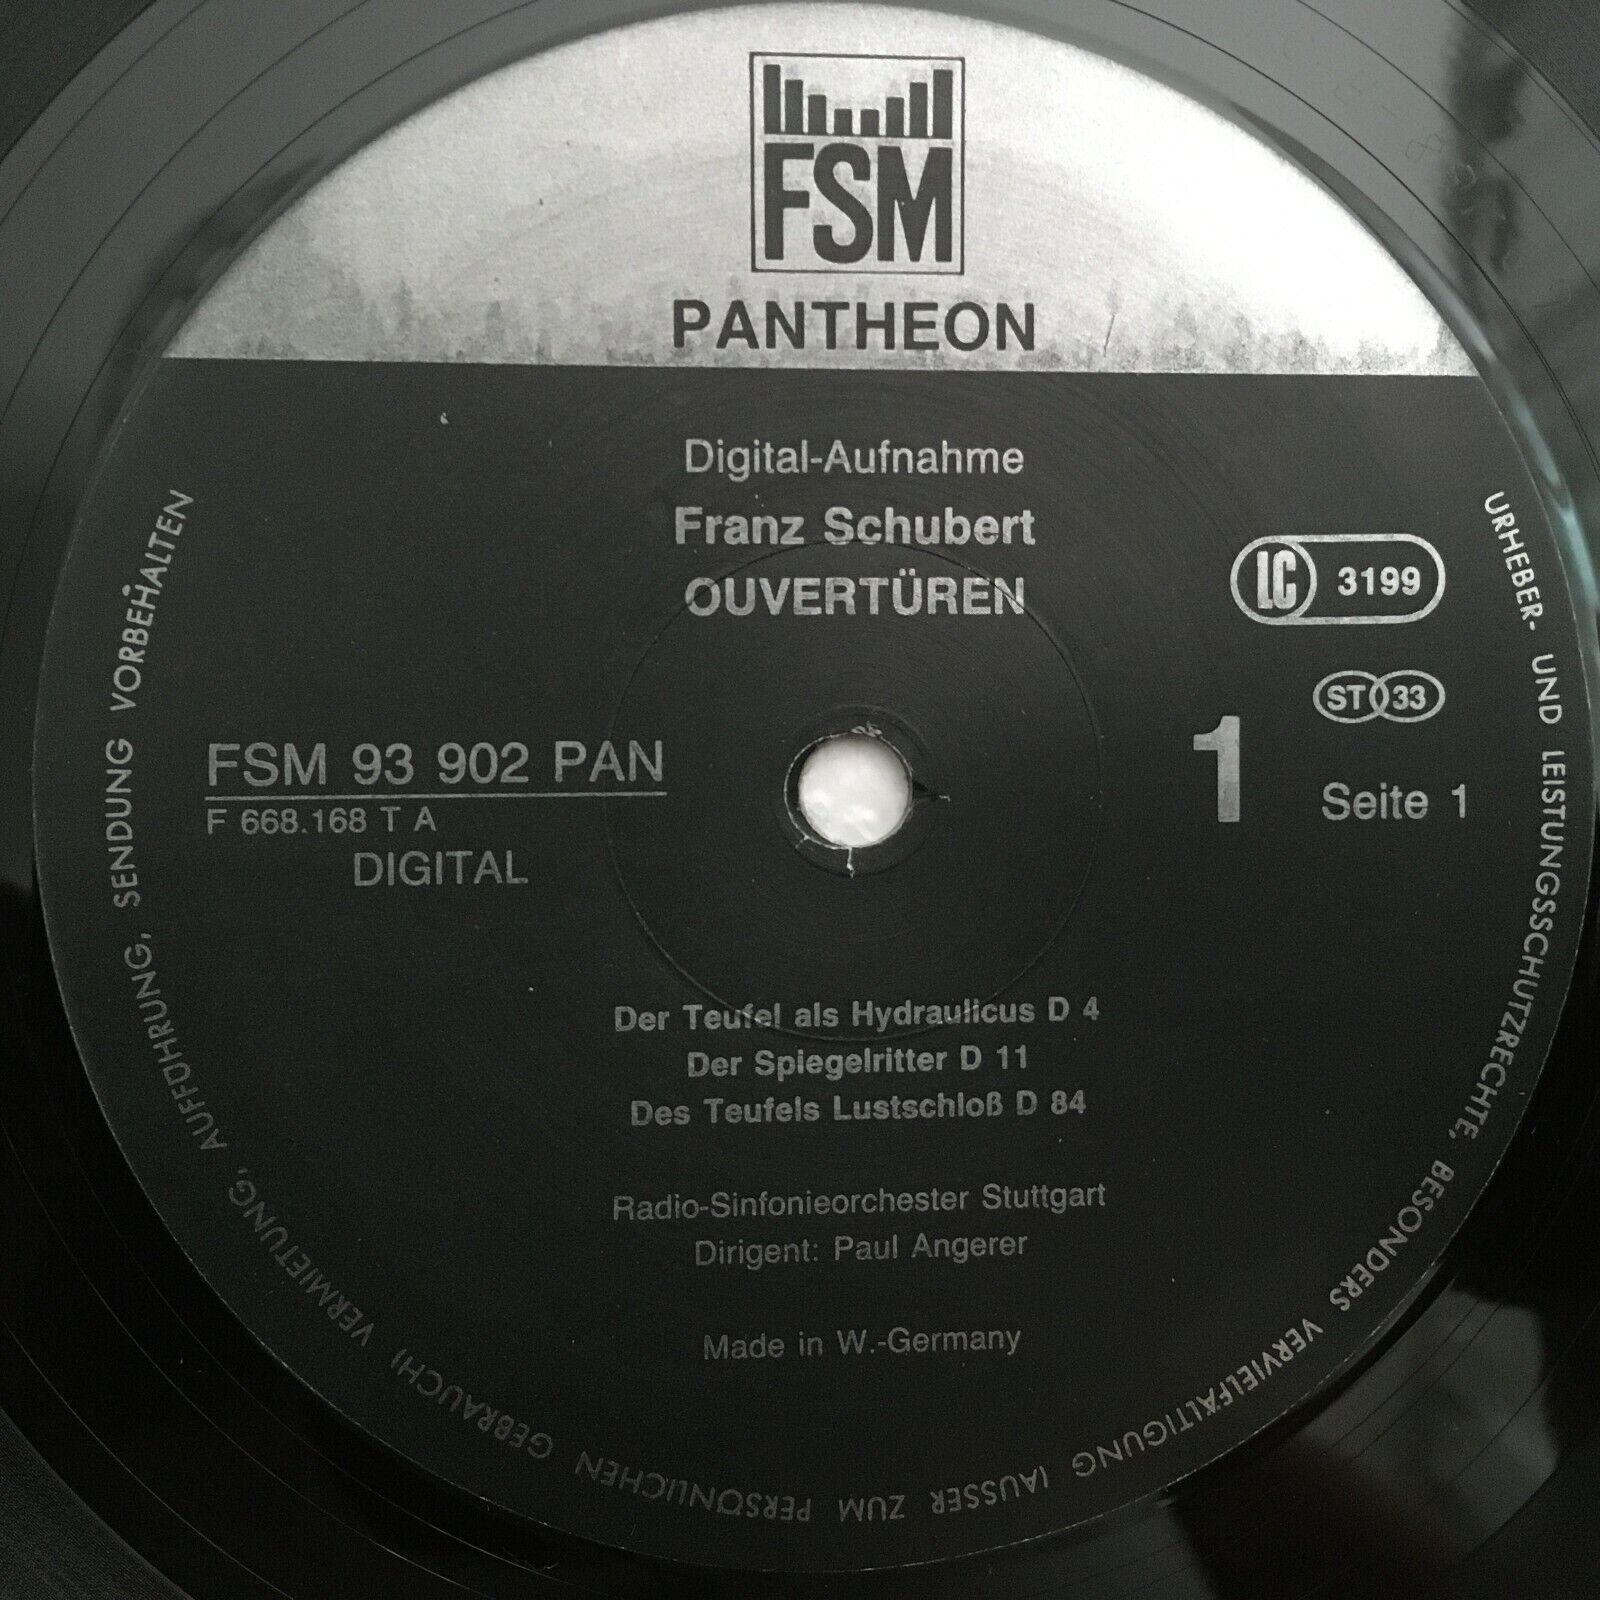 FSM
PANTHEON
Digital-Aufnahme
Franz Schubert
OUVERTÜREN
LC 3199
ST 33
FSM 93 902 PAN
F 668.168 T A
DIGITAL
1
Seite 1
Der Teufel als Hydraulicus D 4
Der Spiegelritter D 11
Des Teufels Lustschloß D 84
Radio-Sinfonieorchester Stuttgart
Dirigent: Paul Angerer
Made in W.-Germany
URHEBER- UND LEISTUNGSSCHUTZRECHTE, BESONDERS VERVIELFÄLTIGUNG (AUSSER ZUM PERSÖNLICHEN GEBRAUCH) VERMIETUNG, AUFFÜHRUNG, SENDUNG VORBEHALTEN